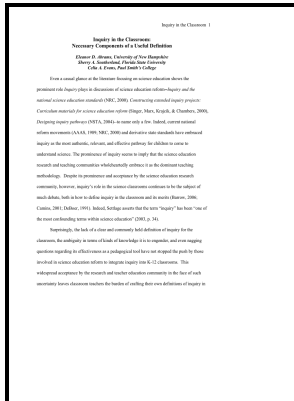 Inquiry in the Classroom 1
Inquiry in the Classroom:
Necessary Components of a Useful Definition
Eleanor D. Abrams, University of New Hampshire
Sherry A. Southerland, Florida State University
Celia A. Evans, Paul Smith's College
Even a casual glance at the literature focusing on science education shows the
prominent role inquiry plays in discussions of science education reform--Inquiry and the
national science education standards (NRC, 2000). Constructing extended inquiry projects:
Curriculum materials for science education reform (Singer, Marx, Krajcik, & Chambers, 2000),
Designing inquiry pathways (NSTA, 2004)--to name only a few. Indeed, current national
reform movements (AAAS, 1989; NRC, 2000) and derivative state standards have embraced
inquiry as the most authentic, relevant, and effective pathway for children to come to
understand science. The prominence of inquiry seems to imply that the science education
research and teaching communities wholeheartedly embrace it as the dominant teaching
methodology. Despite its prominence and acceptance by the science education research
community, however, inquiry's role in the science classrooms continues to be the subject of
much debate, both in how to define inquiry in the classroom and its merits (Barrow, 2006;
Camins, 2001; DeBoer, 1991). Indeed, Settlage asserts that the term "inquiry" has been "one of
the most confounding terms within science education" (2003, p. 34).
Surprisingly, the lack of a clear and commonly held definition of inquiry for the
classroom, the ambiguity in terms of kinds of knowledge it is to engender, and even nagging
questions regarding its effectiveness as a pedagogical tool have not stopped the push by those
involved in science education reform to integrate inquiry into K-12 classrooms. This
widespread acceptance by the research and teacher education community in the face of such
uncertainty leaves classroom teachers the burden of crafting their own definitions of inquiry in